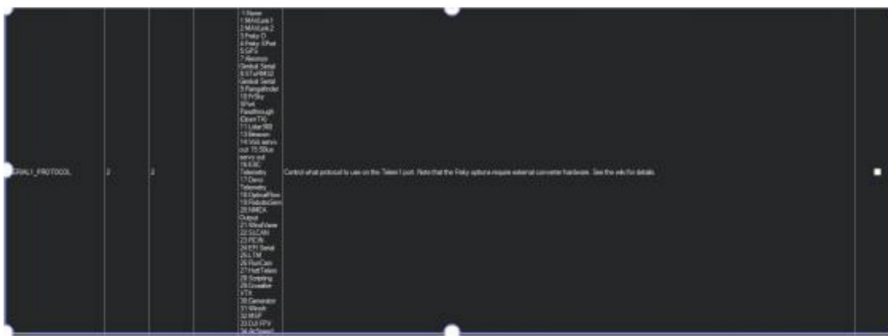 SERIAL1_PROTOCOL
2
2
-1:None
1:MAVLink1
2:MAVLink2
3:Frsky D
4:Frsky SPort
5:GPS
7:Alexmos
Gimbal Serial
8:SToRM32
Gimbal Serial
9:Rangefinder
10:FrSky
SPort
Passthrough
(OpenTX)
11:Lidar360
13:Beacon
14:Volz servo
out 15:SBus
servo out
16:ESC
Telemetry
17:Devo
Telemetry
18:OpticalFlow
19:RobotisServo
20:NMEA
Output
21:WindVane
22:SLCAN
23:RCIN
24:EFI Serial
25:LTM
26:RunCam
27:HottTelem
28:Scripting
29:Crossfire
VTX
30:Generator
31:Winch
32:MSP
33:DJI FPV
34:AirSpeed
Control what protocol to use on the Telem1 port. Note that the Frsky options require external converter hardware. See the wiki for details.